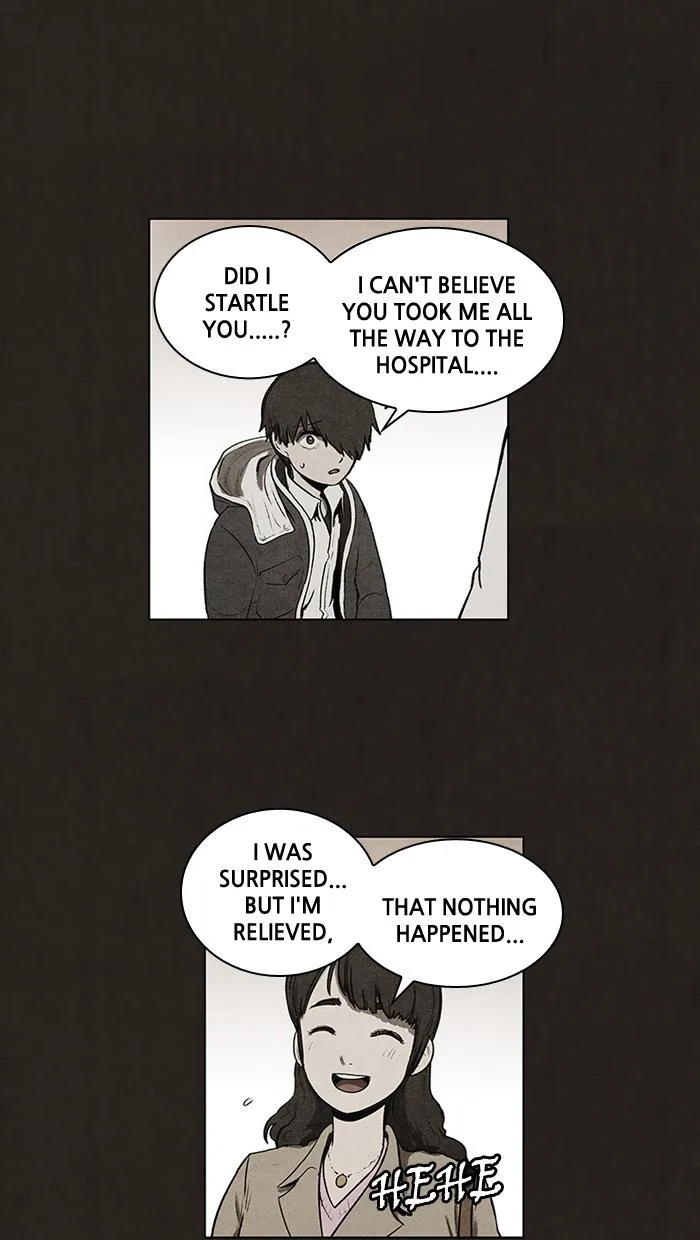 DID I
STARTLE
YOU.....?
I CAN'T BELIEVE
YOU TOOK ME ALL
THE WAY TO THE
HOSPITAL....
I WAS
SURPRISED...
BUT I'M
RELIEVED,
THAT NOTHING
HAPPENED...
HEHE